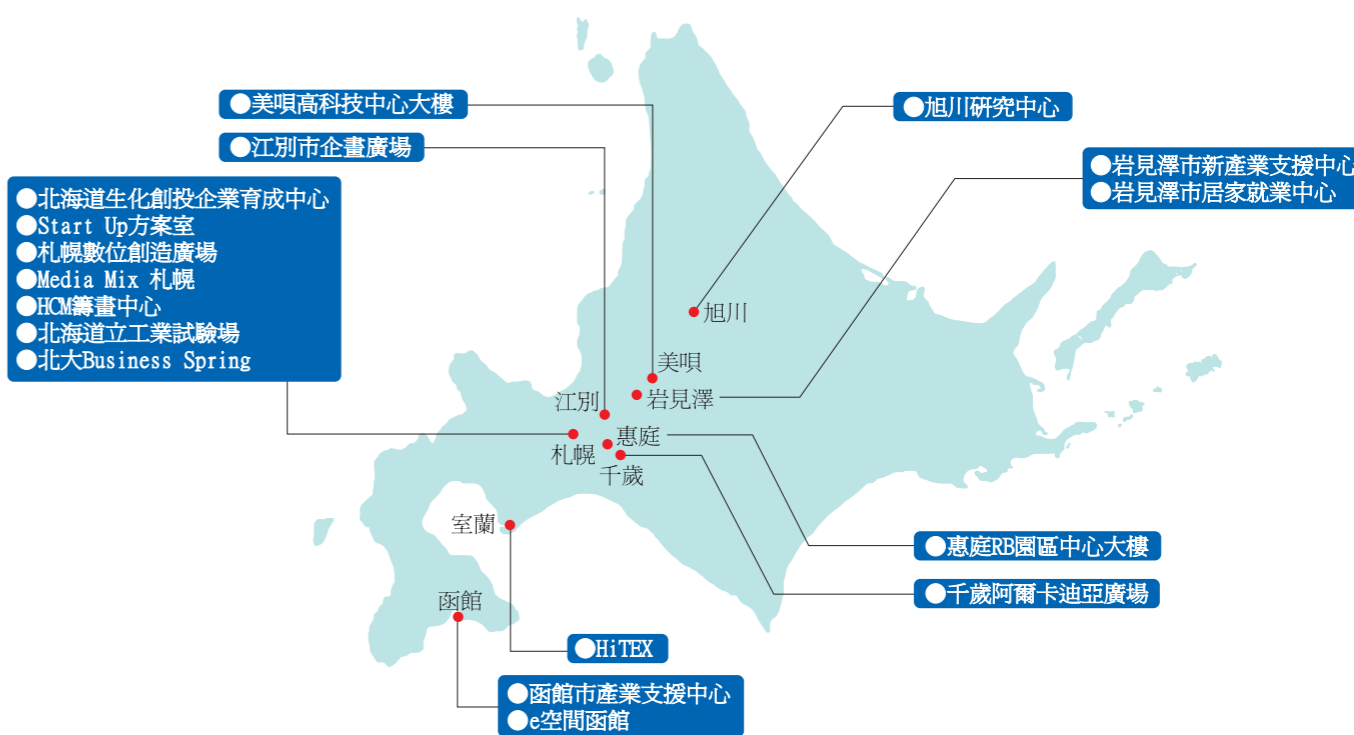 ●美唄高科技中心大樓
●旭川研究中心
●江別市企畫廣場
●岩見澤市新產業支援中心
●岩見澤市居家就業中心
●北海道生化創投企業育成中心
●Start Up方案室
●札幌數位創造廣場
●Media Mix 札幌
●HCM籌畫中心
●北海道立工業試驗場
●北大Business Spring
旭川
美唄
岩見澤
江別
惠庭
札幌
千歲
室蘭
函館
●惠庭RB園區中心大樓
●千歲阿爾卡迪亞廣場
●HiTEX
●函館市產業支援中心
●e空間函館